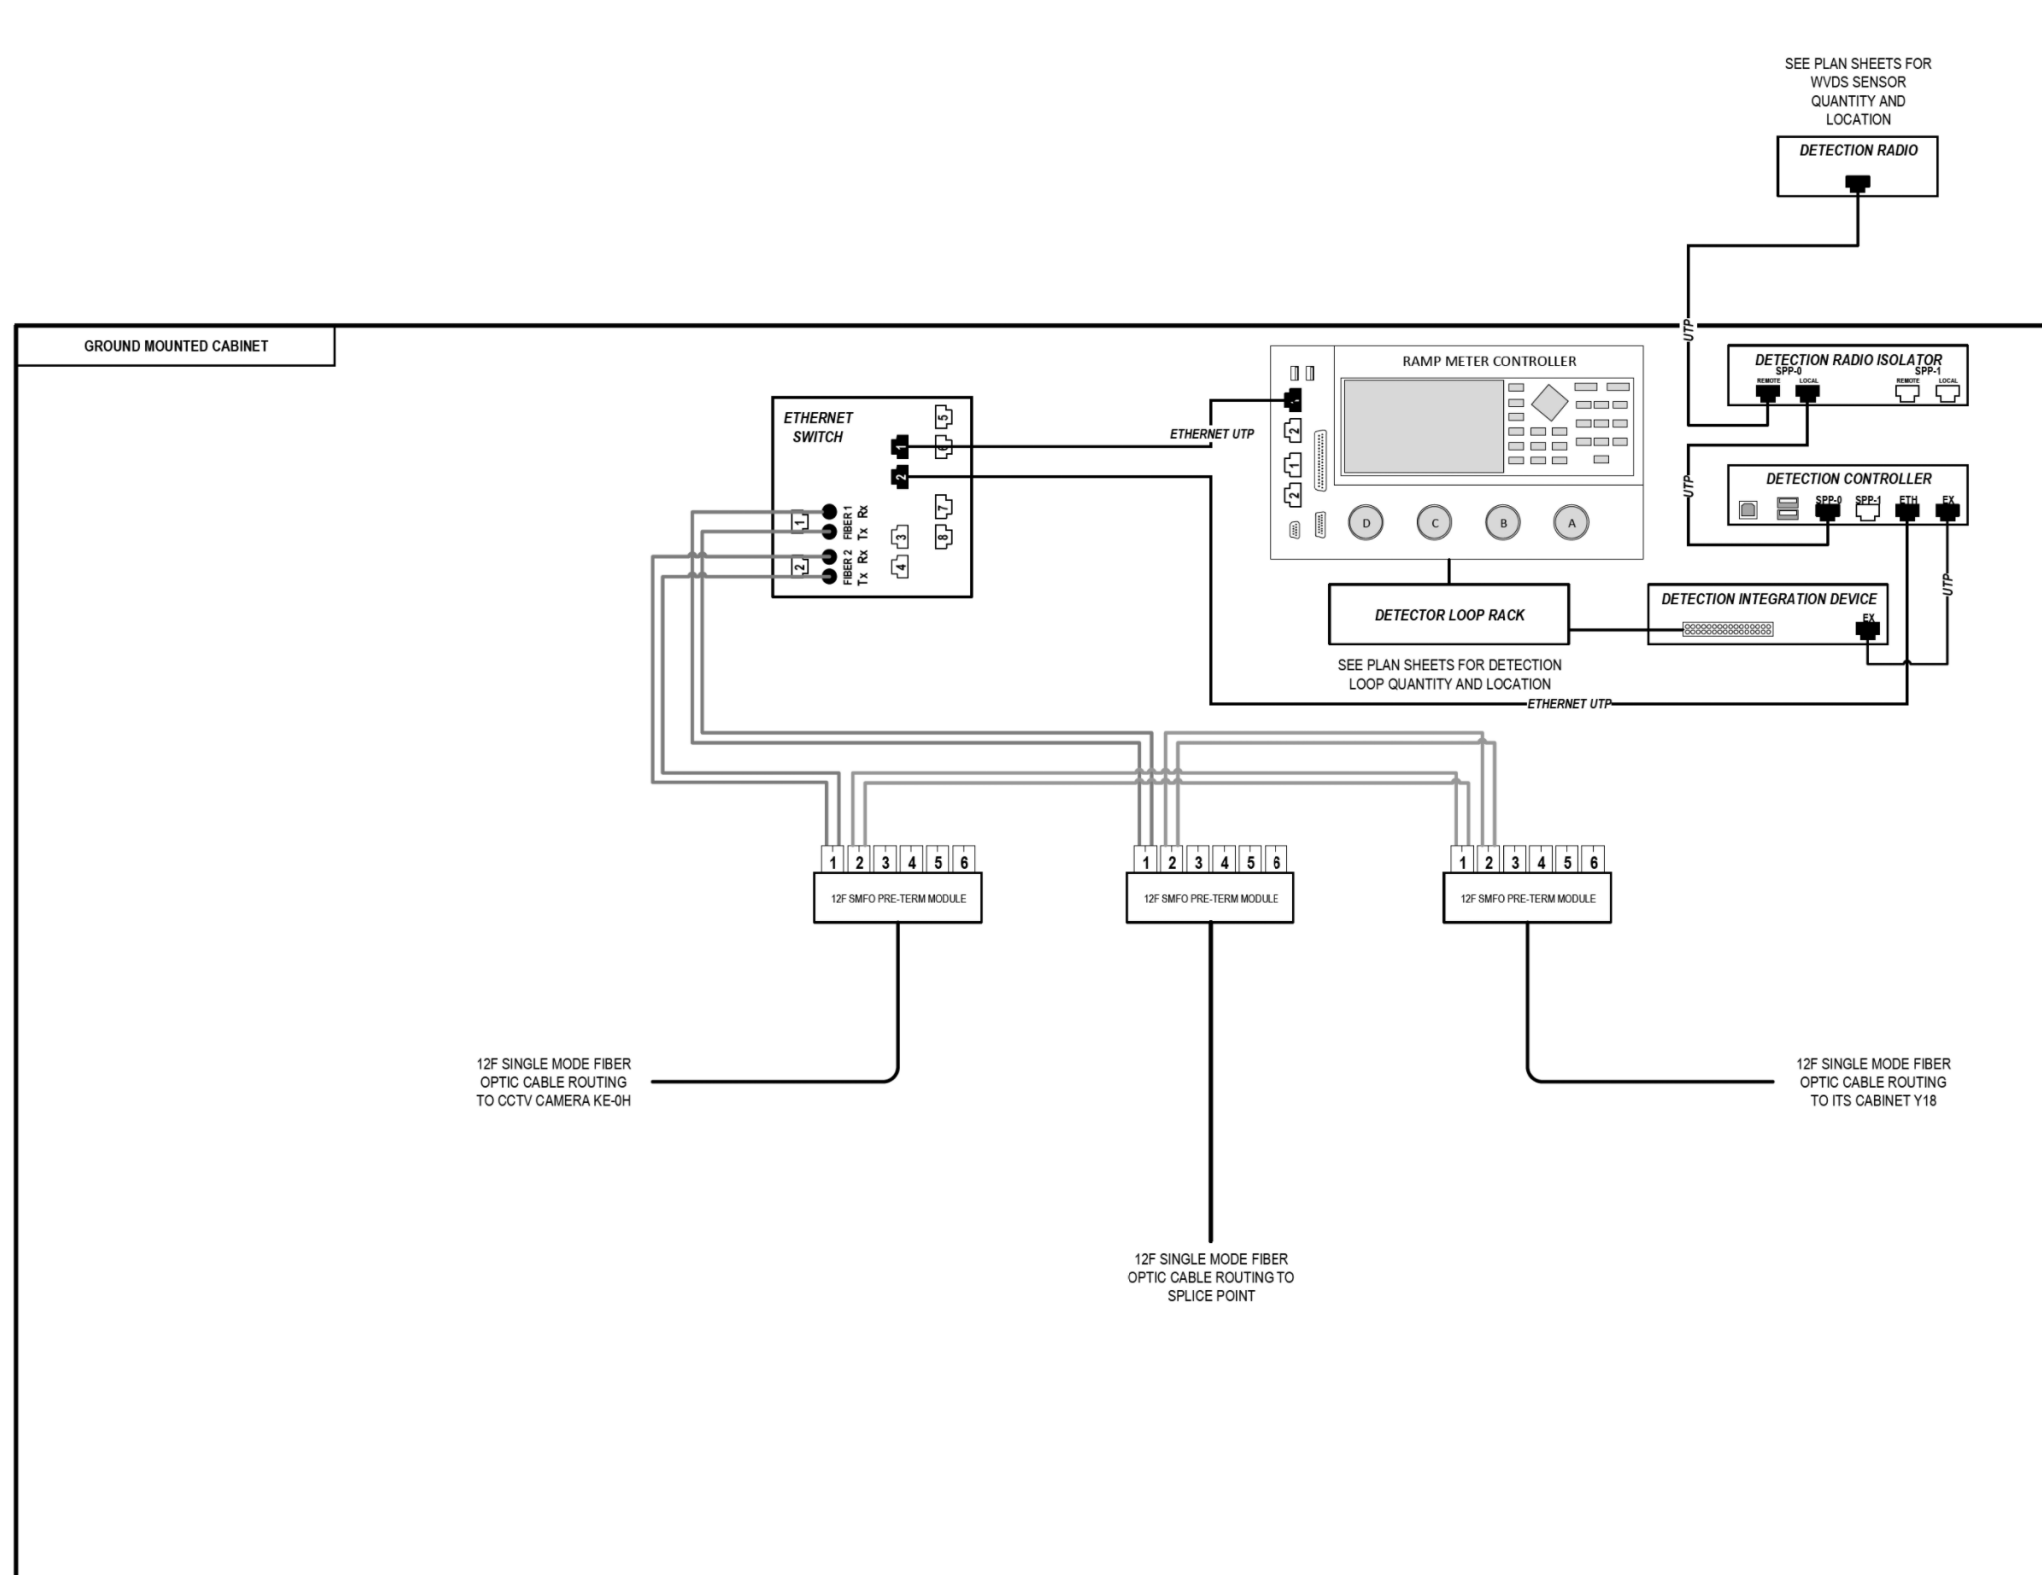 SEE PLAN SHEETS FOR
WVDS SENSOR
QUANTITY AND
LOCATION
DETECTION RADIO
UTP
GROUND MOUNTED CABINET
ETHERNET
SWITCH
5
1
6
2
7
3
8
4
1
FIBER 1
Rx
Tx
2
FIBER 2
Rx
Tx
ETHERNET UTP
RAMP METER CONTROLLER
1
2
1
2
D
C
B
A
DETECTION RADIO ISOLATOR
SPP-0
SPP-1
REMOTE
LOCAL
REMOTE
LOCAL
UTP
DETECTION CONTROLLER
SPP-0
SPP-1
ETH
EX
UTP
DETECTOR LOOP RACK
DETECTION INTEGRATION DEVICE
EX
SEE PLAN SHEETS FOR DETECTION
LOOP QUANTITY AND LOCATION
ETHERNET UTP
1 2 3 4 5 6
12F SMFO PRE-TERM MODULE
1 2 3 4 5 6
12F SMFO PRE-TERM MODULE
1 2 3 4 5 6
12F SMFO PRE-TERM MODULE
12F SINGLE MODE FIBER
OPTIC CABLE ROUTING
TO CCTV CAMERA KE-0H
12F SINGLE MODE FIBER
OPTIC CABLE ROUTING TO
SPLICE POINT
12F SINGLE MODE FIBER
OPTIC CABLE ROUTING
TO ITS CABINET Y18